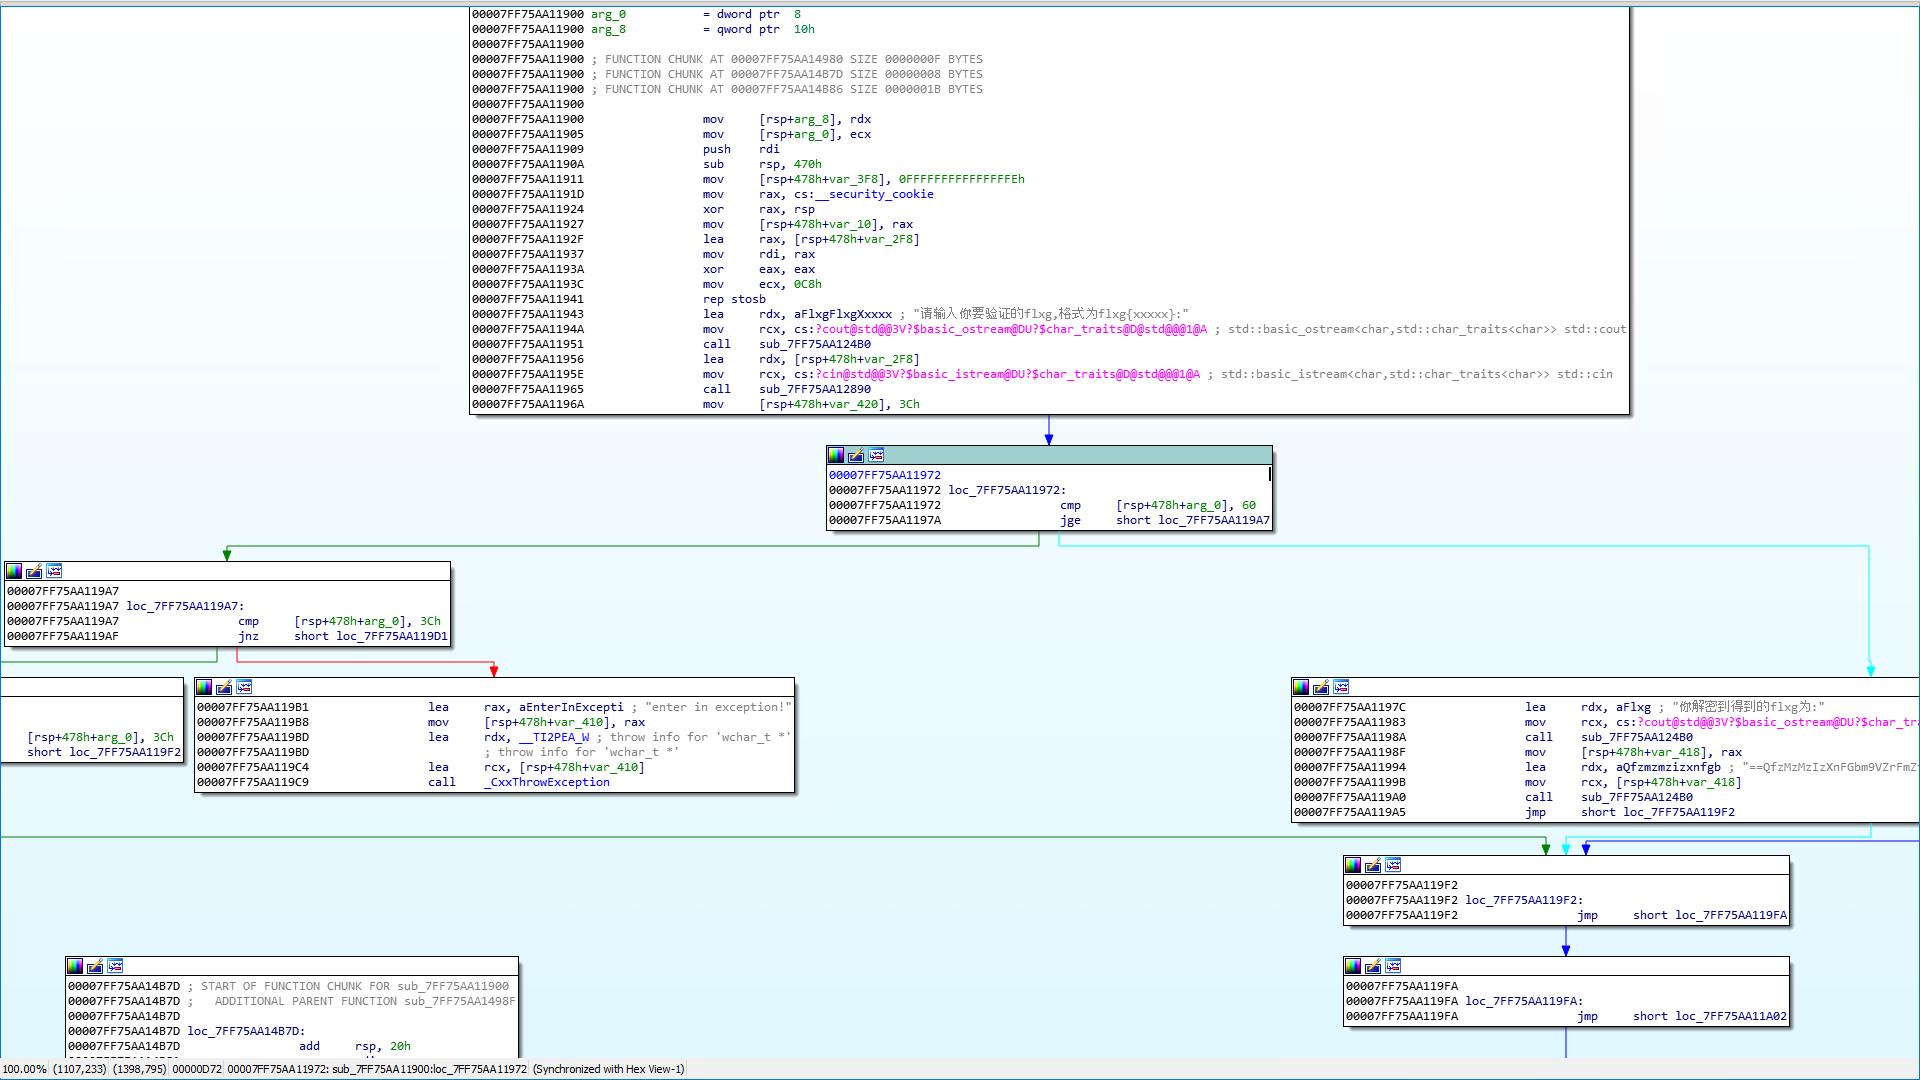 00007FF75AA11900 arg_0 = dword ptr 8
00007FF75AA11900 arg_8 = qword ptr 10h
00007FF75AA11900
00007FF75AA11900 ; FUNCTION CHUNK AT 00007FF75AA14980 SIZE 0000000F BYTES
00007FF75AA11900 ; FUNCTION CHUNK AT 00007FF75AA14B7D SIZE 00000008 BYTES
00007FF75AA11900 ; FUNCTION CHUNK AT 00007FF75AA14B86 SIZE 0000001B BYTES
00007FF75AA11900
00007FF75AA11900 mov [rsp+arg_8], rdx
00007FF75AA11905 mov [rsp+arg_0], ecx
00007FF75AA11909 push rdi
00007FF75AA1190A sub rsp, 470h
00007FF75AA11911 mov [rsp+478h+var_3F8], 0FFFFFFFFFFFFFFFEh
00007FF75AA1191D mov rax, cs:__security_cookie
00007FF75AA11924 xor rax, rsp
00007FF75AA11927 mov [rsp+478h+var_10], rax
00007FF75AA1192F lea rax, [rsp+478h+var_2F8]
00007FF75AA11937 mov rdi, rax
00007FF75AA1193A xor eax, eax
00007FF75AA1193C mov ecx, 0C8h
00007FF75AA11941 rep stosb
00007FF75AA11943 lea rdx, aFlxgFlxgXxxxx ; "请输入你要验证的flxg,格式为flxg{xxxxx}:"
00007FF75AA1194A mov rcx, cs:?cout@std@@3V?$basic_ostream@DU?$char_traits@D@std@@@1@A ; std::basic_ostream<char,std::char_traits<char>> std::cout
00007FF75AA11951 call sub_7FF75AA124B0
00007FF75AA11956 lea rdx, [rsp+478h+var_2F8]
00007FF75AA1195E mov rcx, cs:?cin@std@@3V?$basic_istream@DU?$char_traits@D@std@@@1@A ; std::basic_istream<char,std::char_traits<char>> std::cin
00007FF75AA11965 call sub_7FF75AA12890
00007FF75AA1196A mov [rsp+478h+var_420], 3Ch
00007FF75AA11972
00007FF75AA11972 loc_7FF75AA11972:
00007FF75AA11972 cmp [rsp+478h+arg_0], 60
00007FF75AA1197A jge short loc_7FF75AA119A7
00007FF75AA119A7
00007FF75AA119A7 loc_7FF75AA119A7:
00007FF75AA119A7 cmp [rsp+478h+arg_0], 3Ch
00007FF75AA119AF jnz short loc_7FF75AA119D1
[rsp+478h+arg_0], 3Ch
short loc_7FF75AA119F2
00007FF75AA119B1 lea rax, aEnterInExcepti ; "enter in exception!"
00007FF75AA119B8 mov [rsp+478h+var_410], rax
00007FF75AA119BD lea rdx, __TI2PEA_W ; throw info for 'wchar_t *'
00007FF75AA119BD ; throw info for 'wchar_t *'
00007FF75AA119C4 lea rcx, [rsp+478h+var_410]
00007FF75AA119C9 call _CxxThrowException
00007FF75AA1197C lea rdx, aFlxg ; "你解密到得到的flxg为:"
00007FF75AA11983 mov rcx, cs:?cout@std@@3V?$basic_ostream@DU?$char_tra
00007FF75AA1198A call sub_7FF75AA124B0
00007FF75AA1198F mov [rsp+478h+var_418], rax
00007FF75AA11994 lea rdx, aQfzmzmzizxnfgb ; "==QfzMzMzIzXnFGbm9VZrFmZ
00007FF75AA1199B mov rcx, [rsp+478h+var_418]
00007FF75AA119A0 call sub_7FF75AA124B0
00007FF75AA119A5 jmp short loc_7FF75AA119F2
00007FF75AA119F2
00007FF75AA119F2 loc_7FF75AA119F2:
00007FF75AA119F2 jmp short loc_7FF75AA119FA
00007FF75AA119FA
00007FF75AA119FA loc_7FF75AA119FA:
00007FF75AA119FA jmp short loc_7FF75AA11A02
00007FF75AA14B7D ; START OF FUNCTION CHUNK FOR sub_7FF75AA11900
00007FF75AA14B7D ; ADDITIONAL PARENT FUNCTION sub_7FF75AA1498F
00007FF75AA14B7D
00007FF75AA14B7D loc_7FF75AA14B7D:
00007FF75AA14B7D add rsp, 20h
100.00% (1107,233) (1398,795) 00000D72 00007FF75AA11972: sub_7FF75AA11900:loc_7FF75AA11972 (Synchronized with Hex View-1)